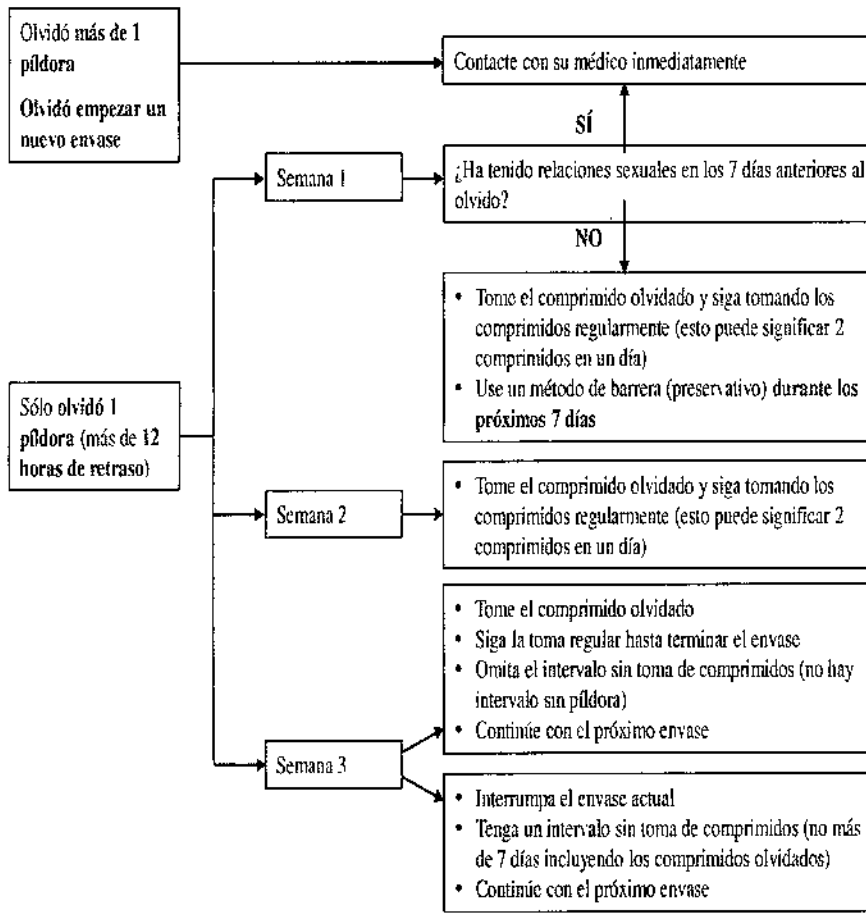 Olvidó más de 1
píldora
Olvidó empezar un
nuevo envase
Contacte con su médico inmediatamente
SÍ
Semana 1
¿Ha tenido relaciones sexuales en los 7 días anteriores al
olvido?
NO
• Tome el comprimido olvidado y siga tomando los
comprimidos regularmente (esto puede significar 2
comprimidos en un día)
• Use un método de barrera (preservativo) durante los
próximos 7 días
Sólo olvidó 1
píldora (más de 12
horas de retraso)
Semana 2
• Tome el comprimido olvidado y siga tomando los
comprimidos regularmente (esto puede significar 2
comprimidos en un día)
• Tome el comprimido olvidado
• Siga la toma regular hasta terminar el envase
• Omita el intervalo sin toma de comprimidos (no hay
intervalo sin píldora)
• Continúe con el próximo envase
Semana 3
• Interrumpa el envase actual
• Tenga un intervalo sin toma de comprimidos (no más
de 7 días incluyendo los comprimidos olvidados)
• Continúe con el próximo envase